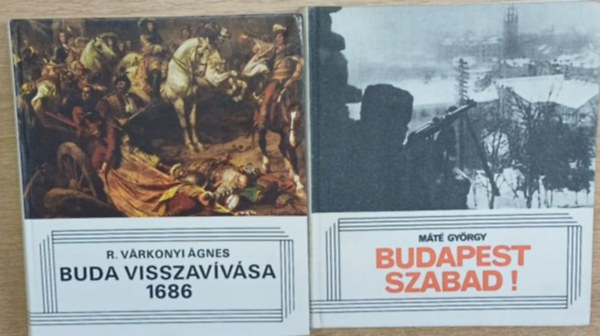 R. VÁRKONYI ÁGNES
BUDA VISSZAVÍVÁSA
1686
MÁTÉ GYÖRGY
BUDAPEST
SZABAD!